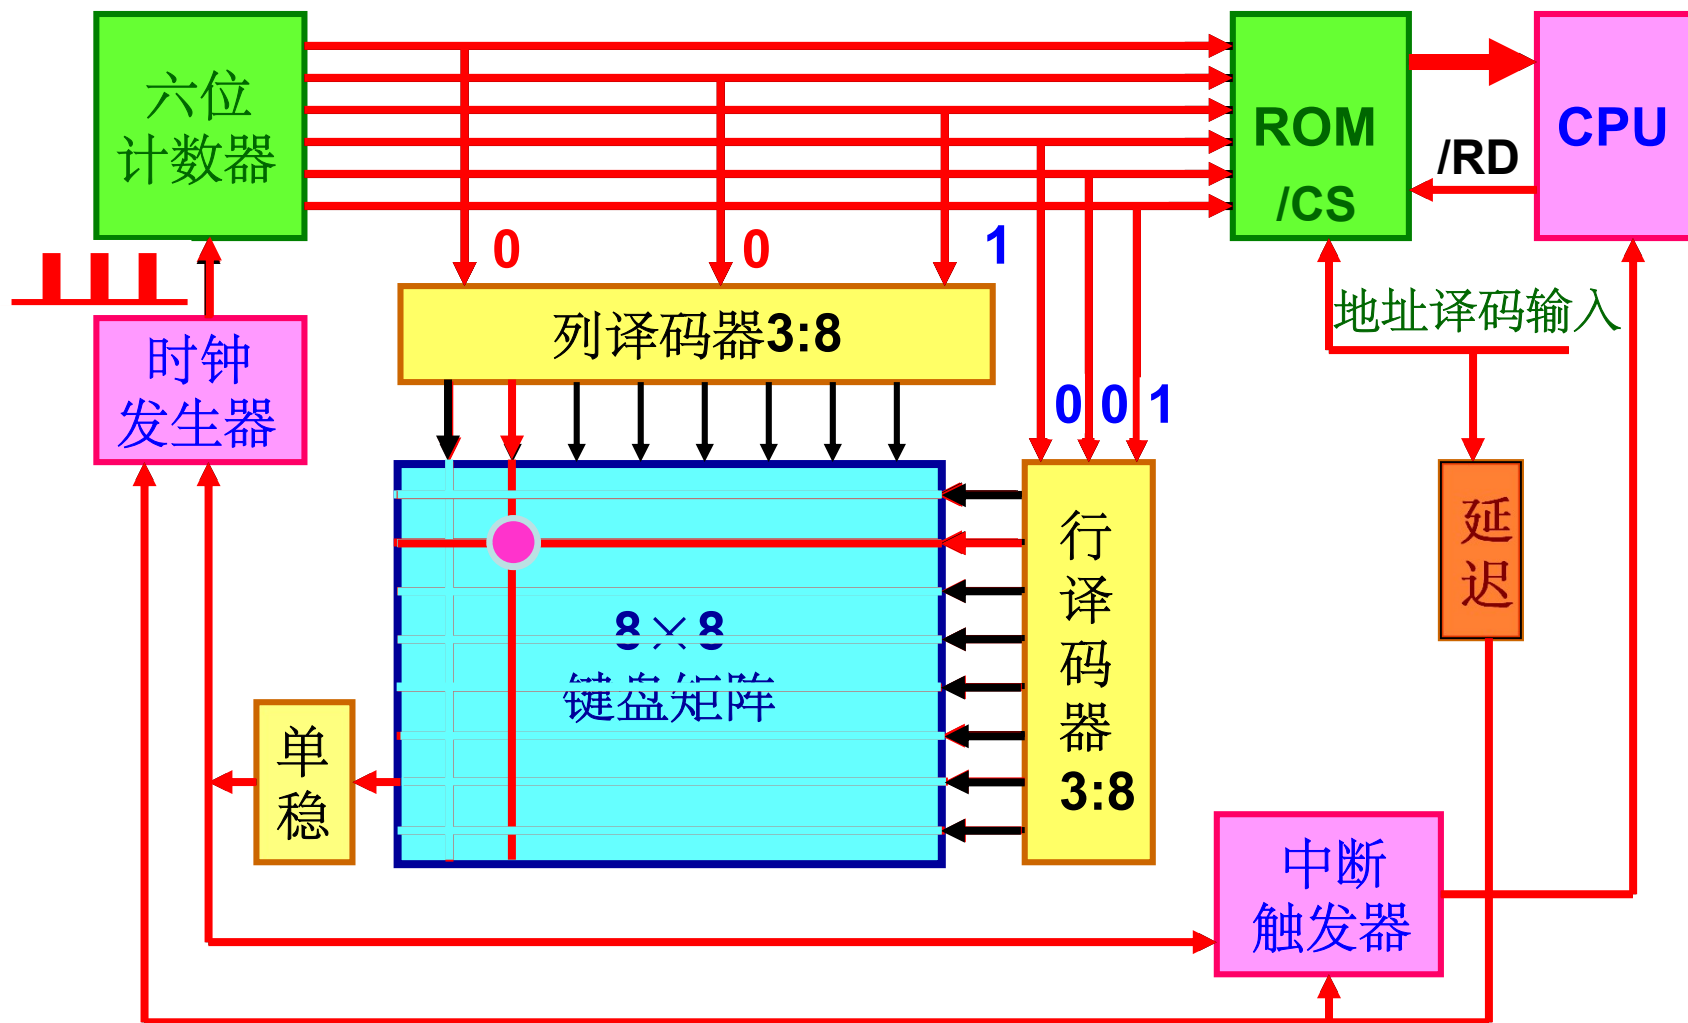 六位
计数器
ROM
/CS
/RD
CPU
0
0
1
地址译码输入
列译码器3:8
时钟
发生器
0 0 1
延
迟
行
译
码
器
3:8
8×8
键盘矩阵
单
稳
中断
触发器